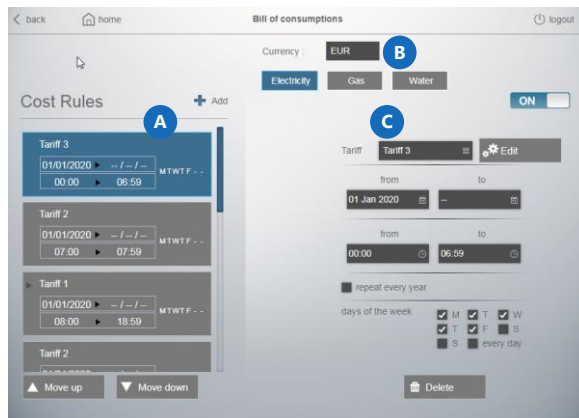 back
home
Bill of consumptions
logout
Currency :
EUR
B
Electricity
Gas
Water
Cost Rules
Add
ON
A
C
Tariff 3
01/01/2020 -- / -- / --
00:00 06:59
M T W T F - -
Tariff 2
01/01/2020 -- / -- / --
07:00 07:59
M T W T F - -
Tariff 1
01/01/2020 -- / -- / --
08:00 18:59
M T W T F - -
Tariff 2
Move up
Move down
Tariff
Tariff 3
Edit
from
to
01 Jan 2020
--
from
to
00:00
06:59
repeat every year
days of the week
M T W
T F S
S every day
Delete